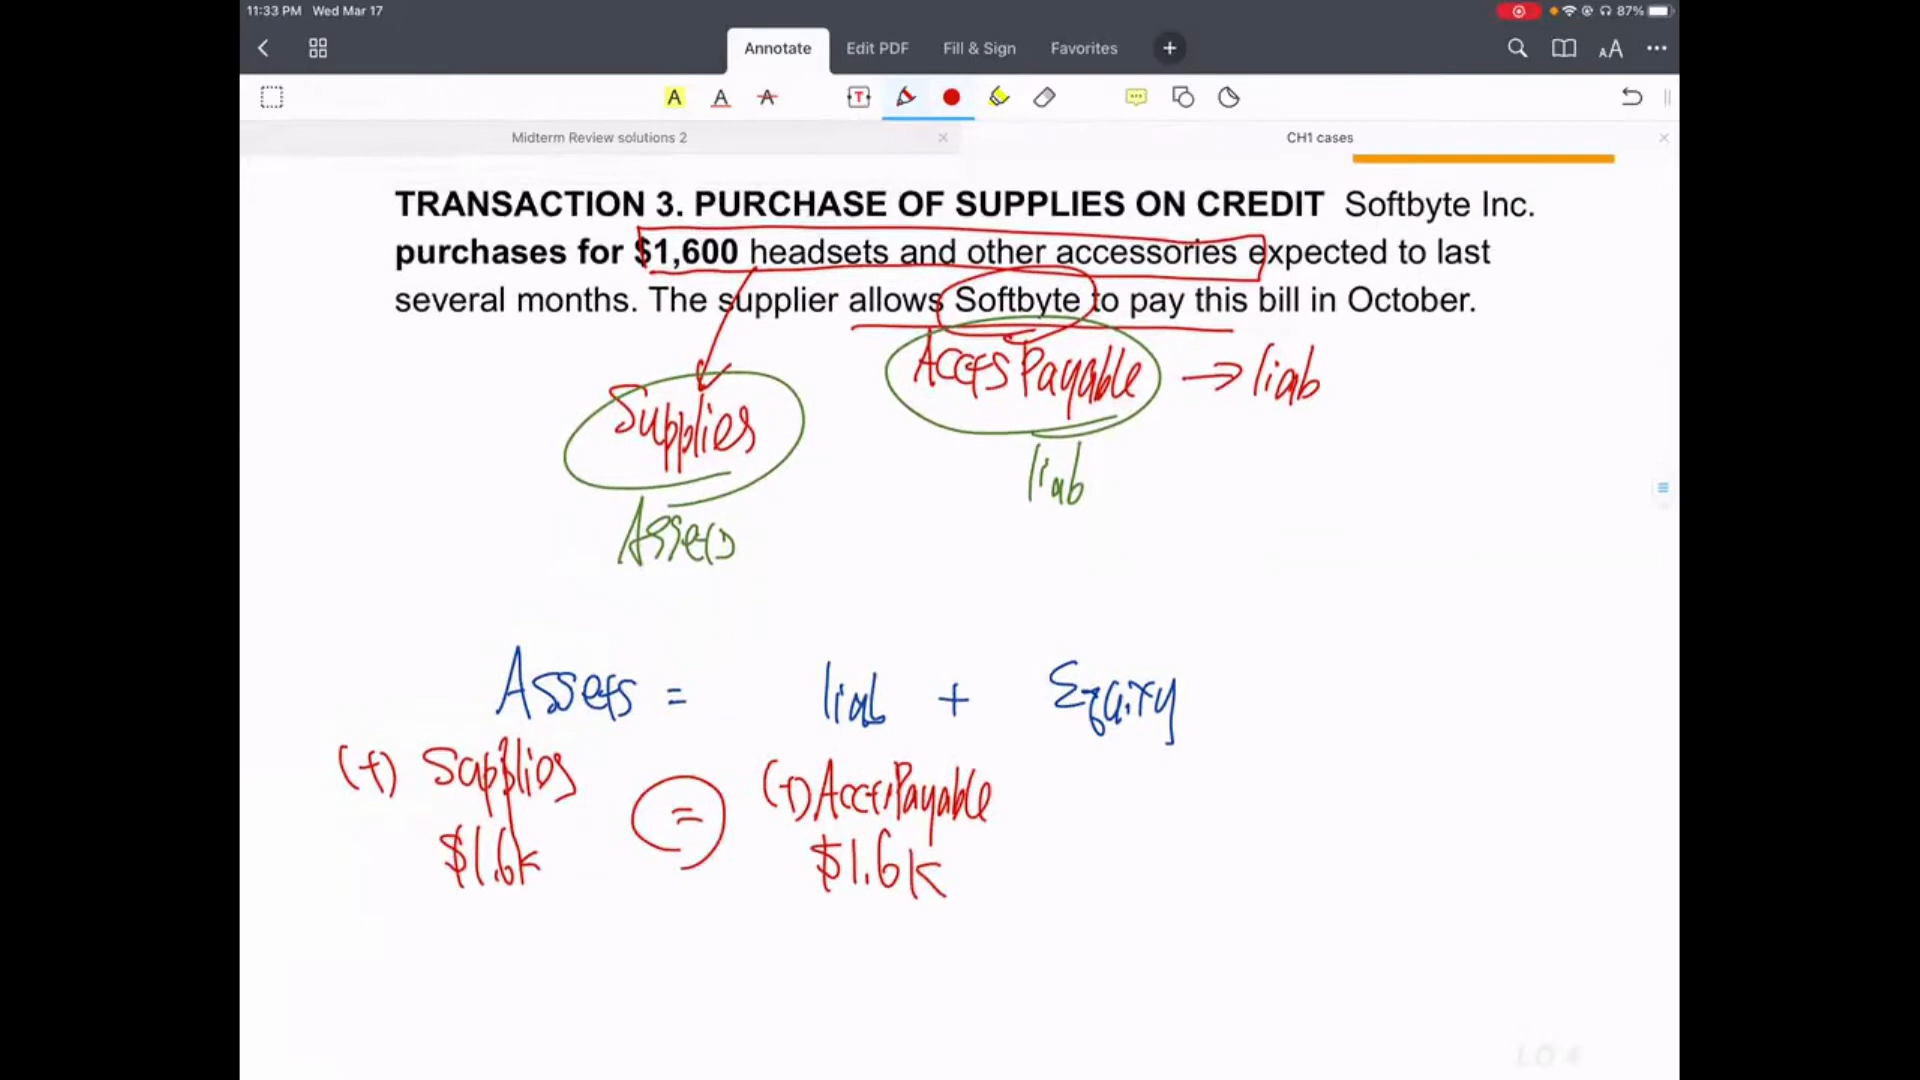 11:33 PM Wed Mar 17
87%
Annotate Edit PDF Fill & Sign Favorites
AA
A A A T
Midterm Review solutions 2
CH1 cases
TRANSACTION 3. PURCHASE OF SUPPLIES ON CREDIT Softbyte Inc.
purchases for $1,600 headsets and other accessories expected to last
several months. The supplier allows Softbyte to pay this bill in October.
Accts Payable → liab
Supplies
liab
Assets
Assets = liab + Equity
(+) Supplies = (+) Acct Payable
$1.6k $1.6k
LO 4